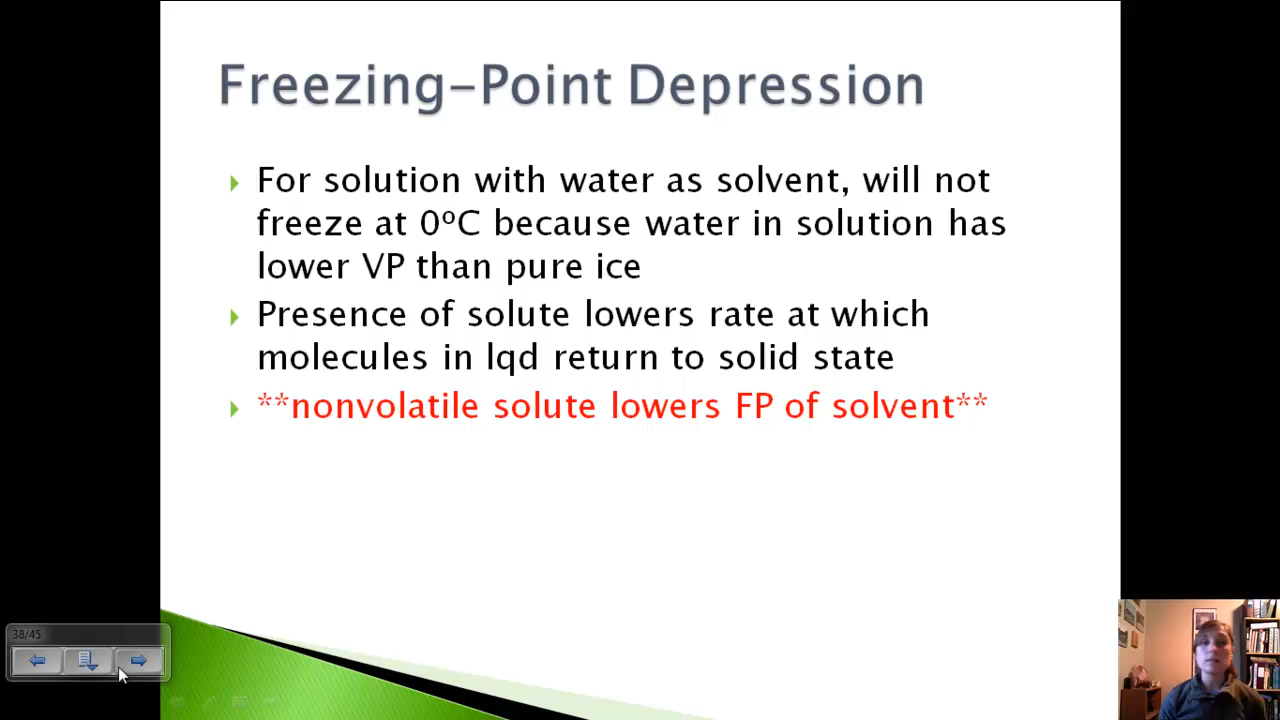 Freezing-Point Depression
For solution with water as solvent, will not
freeze at 0ºC because water in solution has
lower VP than pure ice
Presence of solute lowers rate at which
molecules in lqd return to solid state
**nonvolatile solute lowers FP of solvent**
38/45